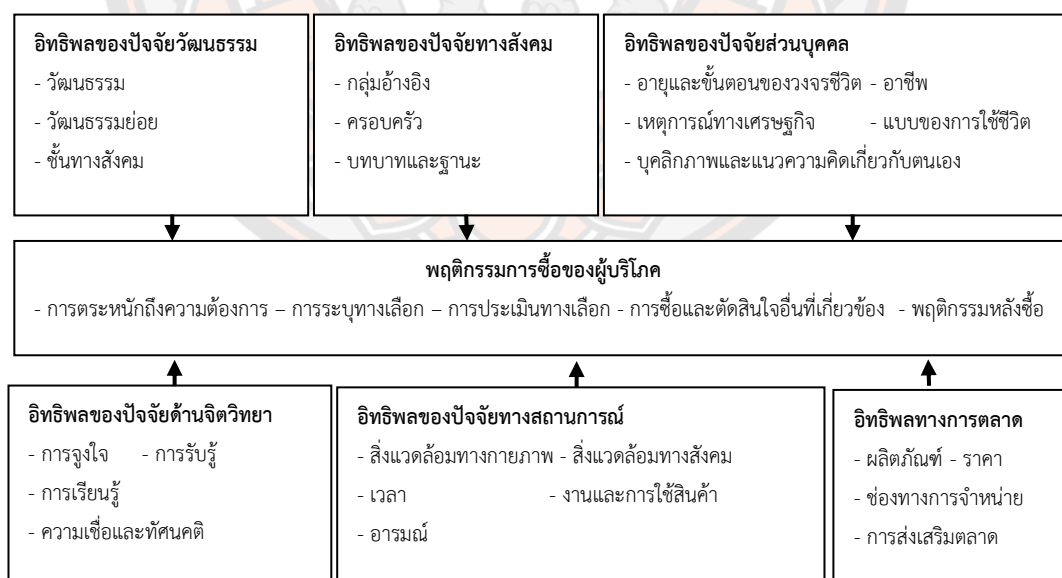 อิทธิพลของปัจจัยวัฒนธรรม
- วัฒนธรรม
- วัฒนธรรมย่อย
- ชั้นทางสังคม
อิทธิพลของปัจจัยทางสังคม
- กลุ่มอ้างอิง
- ครอบครัว
- บทบาทและฐานะ
อิทธิพลของปัจจัยส่วนบุคคล
- อายุและขั้นตอนของวงจรชีวิต - อาชีพ
- เหตุการณ์ทางเศรษฐกิจ - แบบของการใช้ชีวิต
- บุคลิกภาพและแนวความคิดเกี่ยวกับตนเอง
พฤติกรรมการซื้อของผู้บริโภค
- การตระหนักถึงความต้องการ – การระบุทางเลือก – การประเมินทางเลือก - การซื้อและตัดสินใจอื่นที่เกี่ยวข้อง - พฤติกรรมหลังซื้อ
อิทธิพลของปัจจัยด้านจิตวิทยา
- การจูงใจ - การรับรู้
- การเรียนรู้
- ความเชื่อและทัศนคติ
อิทธิพลของปัจจัยทางสถานการณ์
- สิ่งแวดล้อมทางกายภาพ - สิ่งแวดล้อมทางสังคม
- เวลา - งานและการใช้สินค้า
- อารมณ์
อิทธิพลทางการตลาด
- ผลิตภัณฑ์ - ราคา
- ช่องทางการจำหน่าย
- การส่งเสริมตลาด